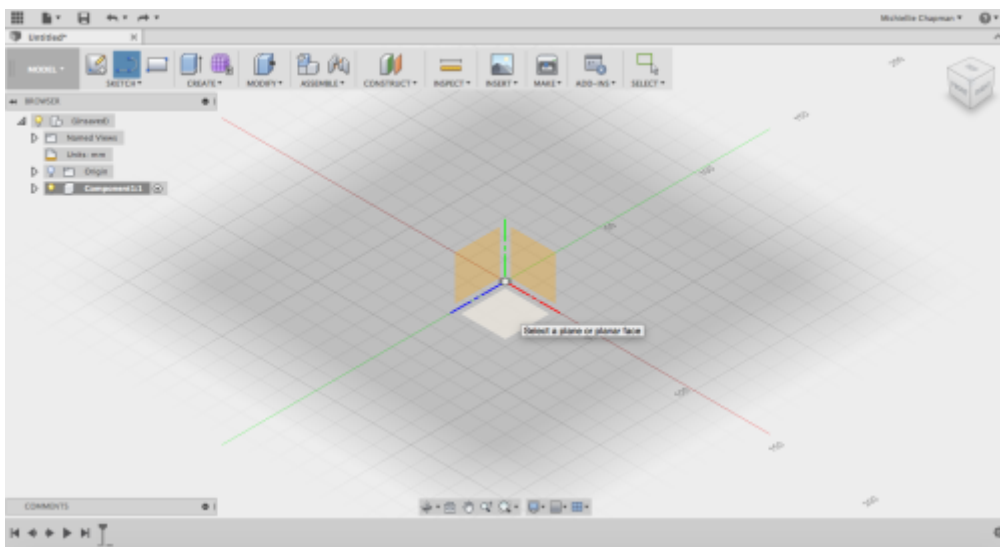 Michielle Chapman
Untitled*
MODEL
SKETCH
CREATE
MODIFY
ASSEMBLE
CONSTRUCT
INSPECT
INSERT
MAKE
ADD-INS
SELECT
BROWSER
(Unsaved)
Named Views
Units: mm
Origin
Component1:1
Select a plane or planar face
COMMENTS